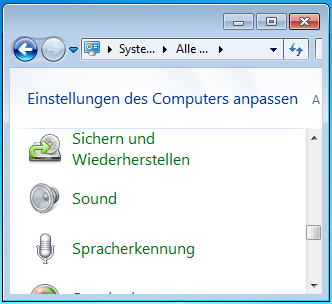 Syste... Alle ...
Einstellungen des Computers anpassen A
Sichern und
Wiederherstellen
Sound
Spracherkennung